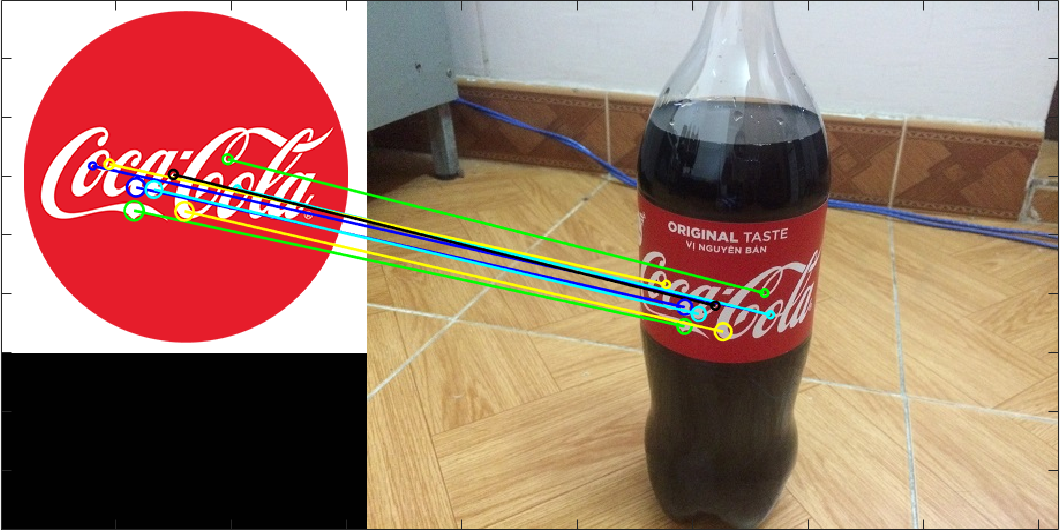 Coca-Cola
ORIGINAL TASTE
VỊ NGUYÊN BẢN
Coca-Cola